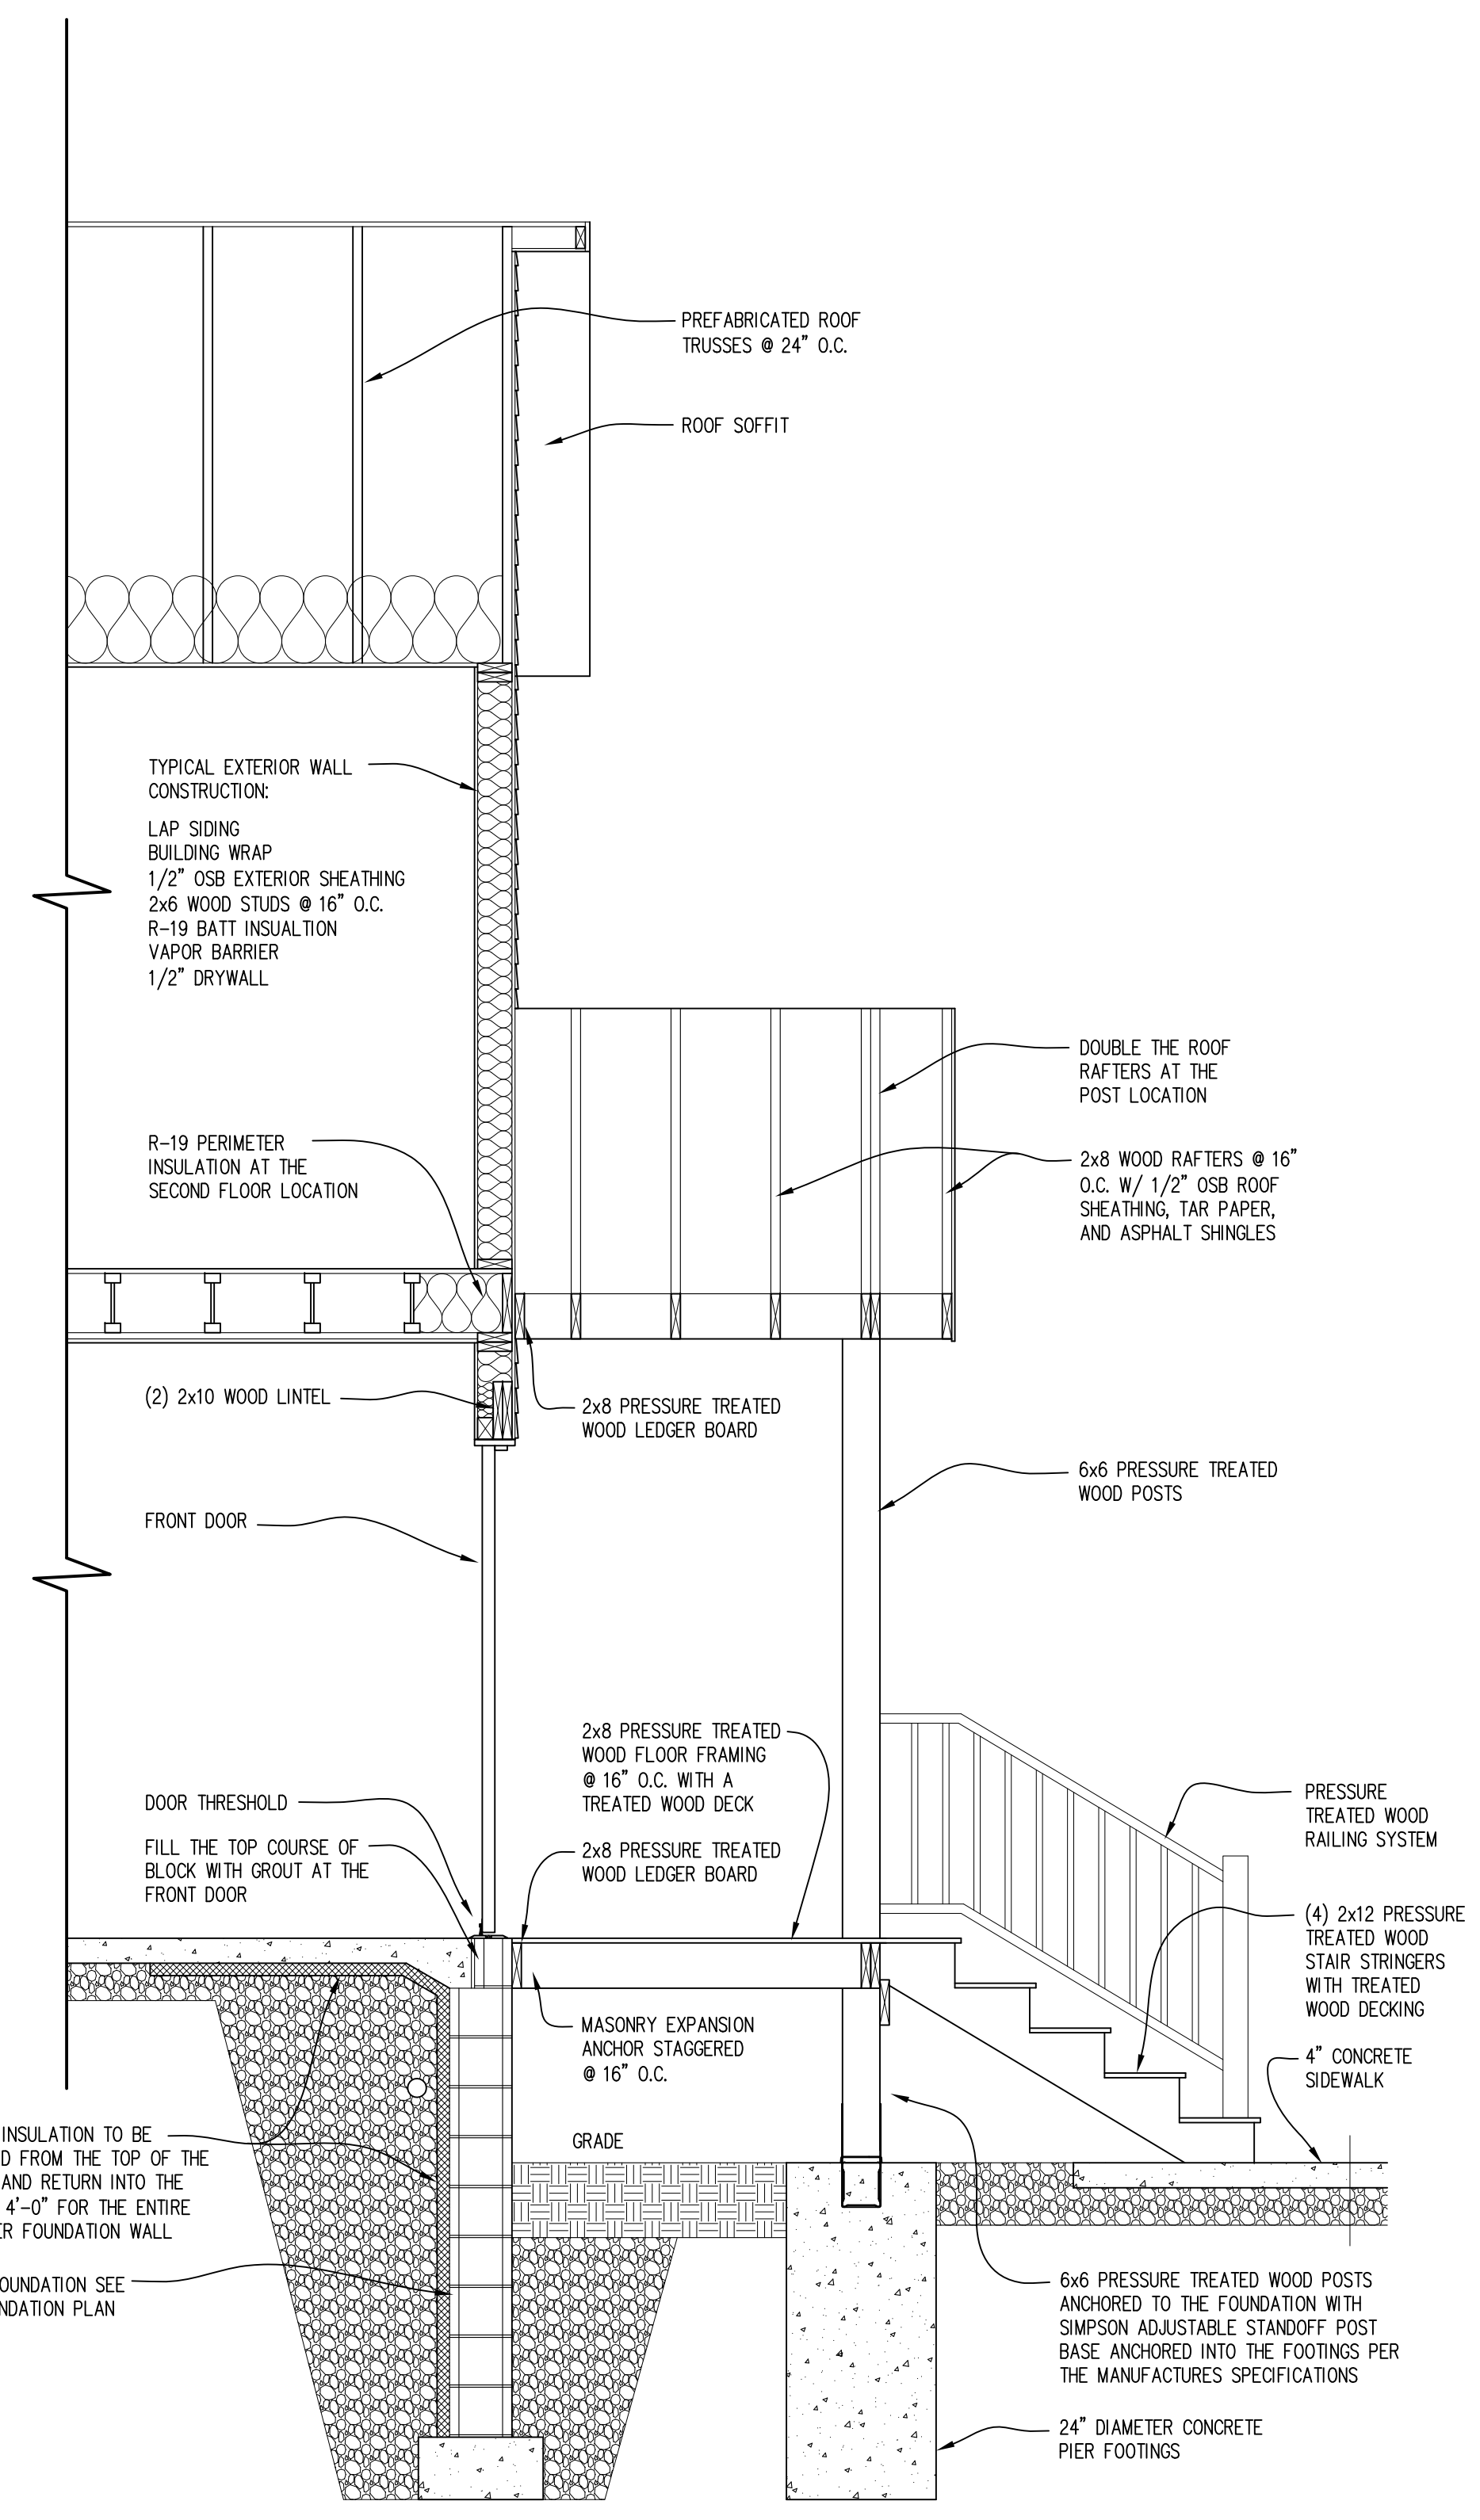 PREFABRICATED ROOF
TRUSSES @ 24" O.C.
ROOF SOFFIT
TYPICAL EXTERIOR WALL
CONSTRUCTION:
LAP SIDING
BUILDING WRAP
1/2" OSB EXTERIOR SHEATHING
2x6 WOOD STUDS @ 16" O.C.
R-19 BATT INSUALTION
VAPOR BARRIER
1/2" DRYWALL
DOUBLE THE ROOF
RAFTERS AT THE
POST LOCATION
R-19 PERIMETER
INSULATION AT THE
SECOND FLOOR LOCATION
2x8 WOOD RAFTERS @ 16"
O.C. W/ 1/2" OSB ROOF
SHEATHING, TAR PAPER,
AND ASPHALT SHINGLES
(2) 2x10 WOOD LINTEL
2x8 PRESSURE TREATED
WOOD LEDGER BOARD
6x6 PRESSURE TREATED
WOOD POSTS
FRONT DOOR
2x8 PRESSURE TREATED
WOOD FLOOR FRAMING
@ 16" O.C. WITH A
TREATED WOOD DECK
DOOR THRESHOLD
PRESSURE
TREATED WOOD
RAILING SYSTEM
FILL THE TOP COURSE OF
BLOCK WITH GROUT AT THE
FRONT DOOR
2x8 PRESSURE TREATED
WOOD LEDGER BOARD
(4) 2x12 PRESSURE
TREATED WOOD
STAIR STRINGERS
WITH TREATED
WOOD DECKING
MASONRY EXPANSION
ANCHOR STAGGERED
@ 16" O.C.
4" CONCRETE
SIDEWALK
INSULATION TO BE
D FROM THE TOP OF THE
AND RETURN INTO THE
4'-0" FOR THE ENTIRE
ER FOUNDATION WALL
GRADE
OUNDATION SEE
NDATION PLAN
6x6 PRESSURE TREATED WOOD POSTS
ANCHORED TO THE FOUNDATION WITH
SIMPSON ADJUSTABLE STANDOFF POST
BASE ANCHORED INTO THE FOOTINGS PER
THE MANUFACTURES SPECIFICATIONS
24" DIAMETER CONCRETE
PIER FOOTINGS